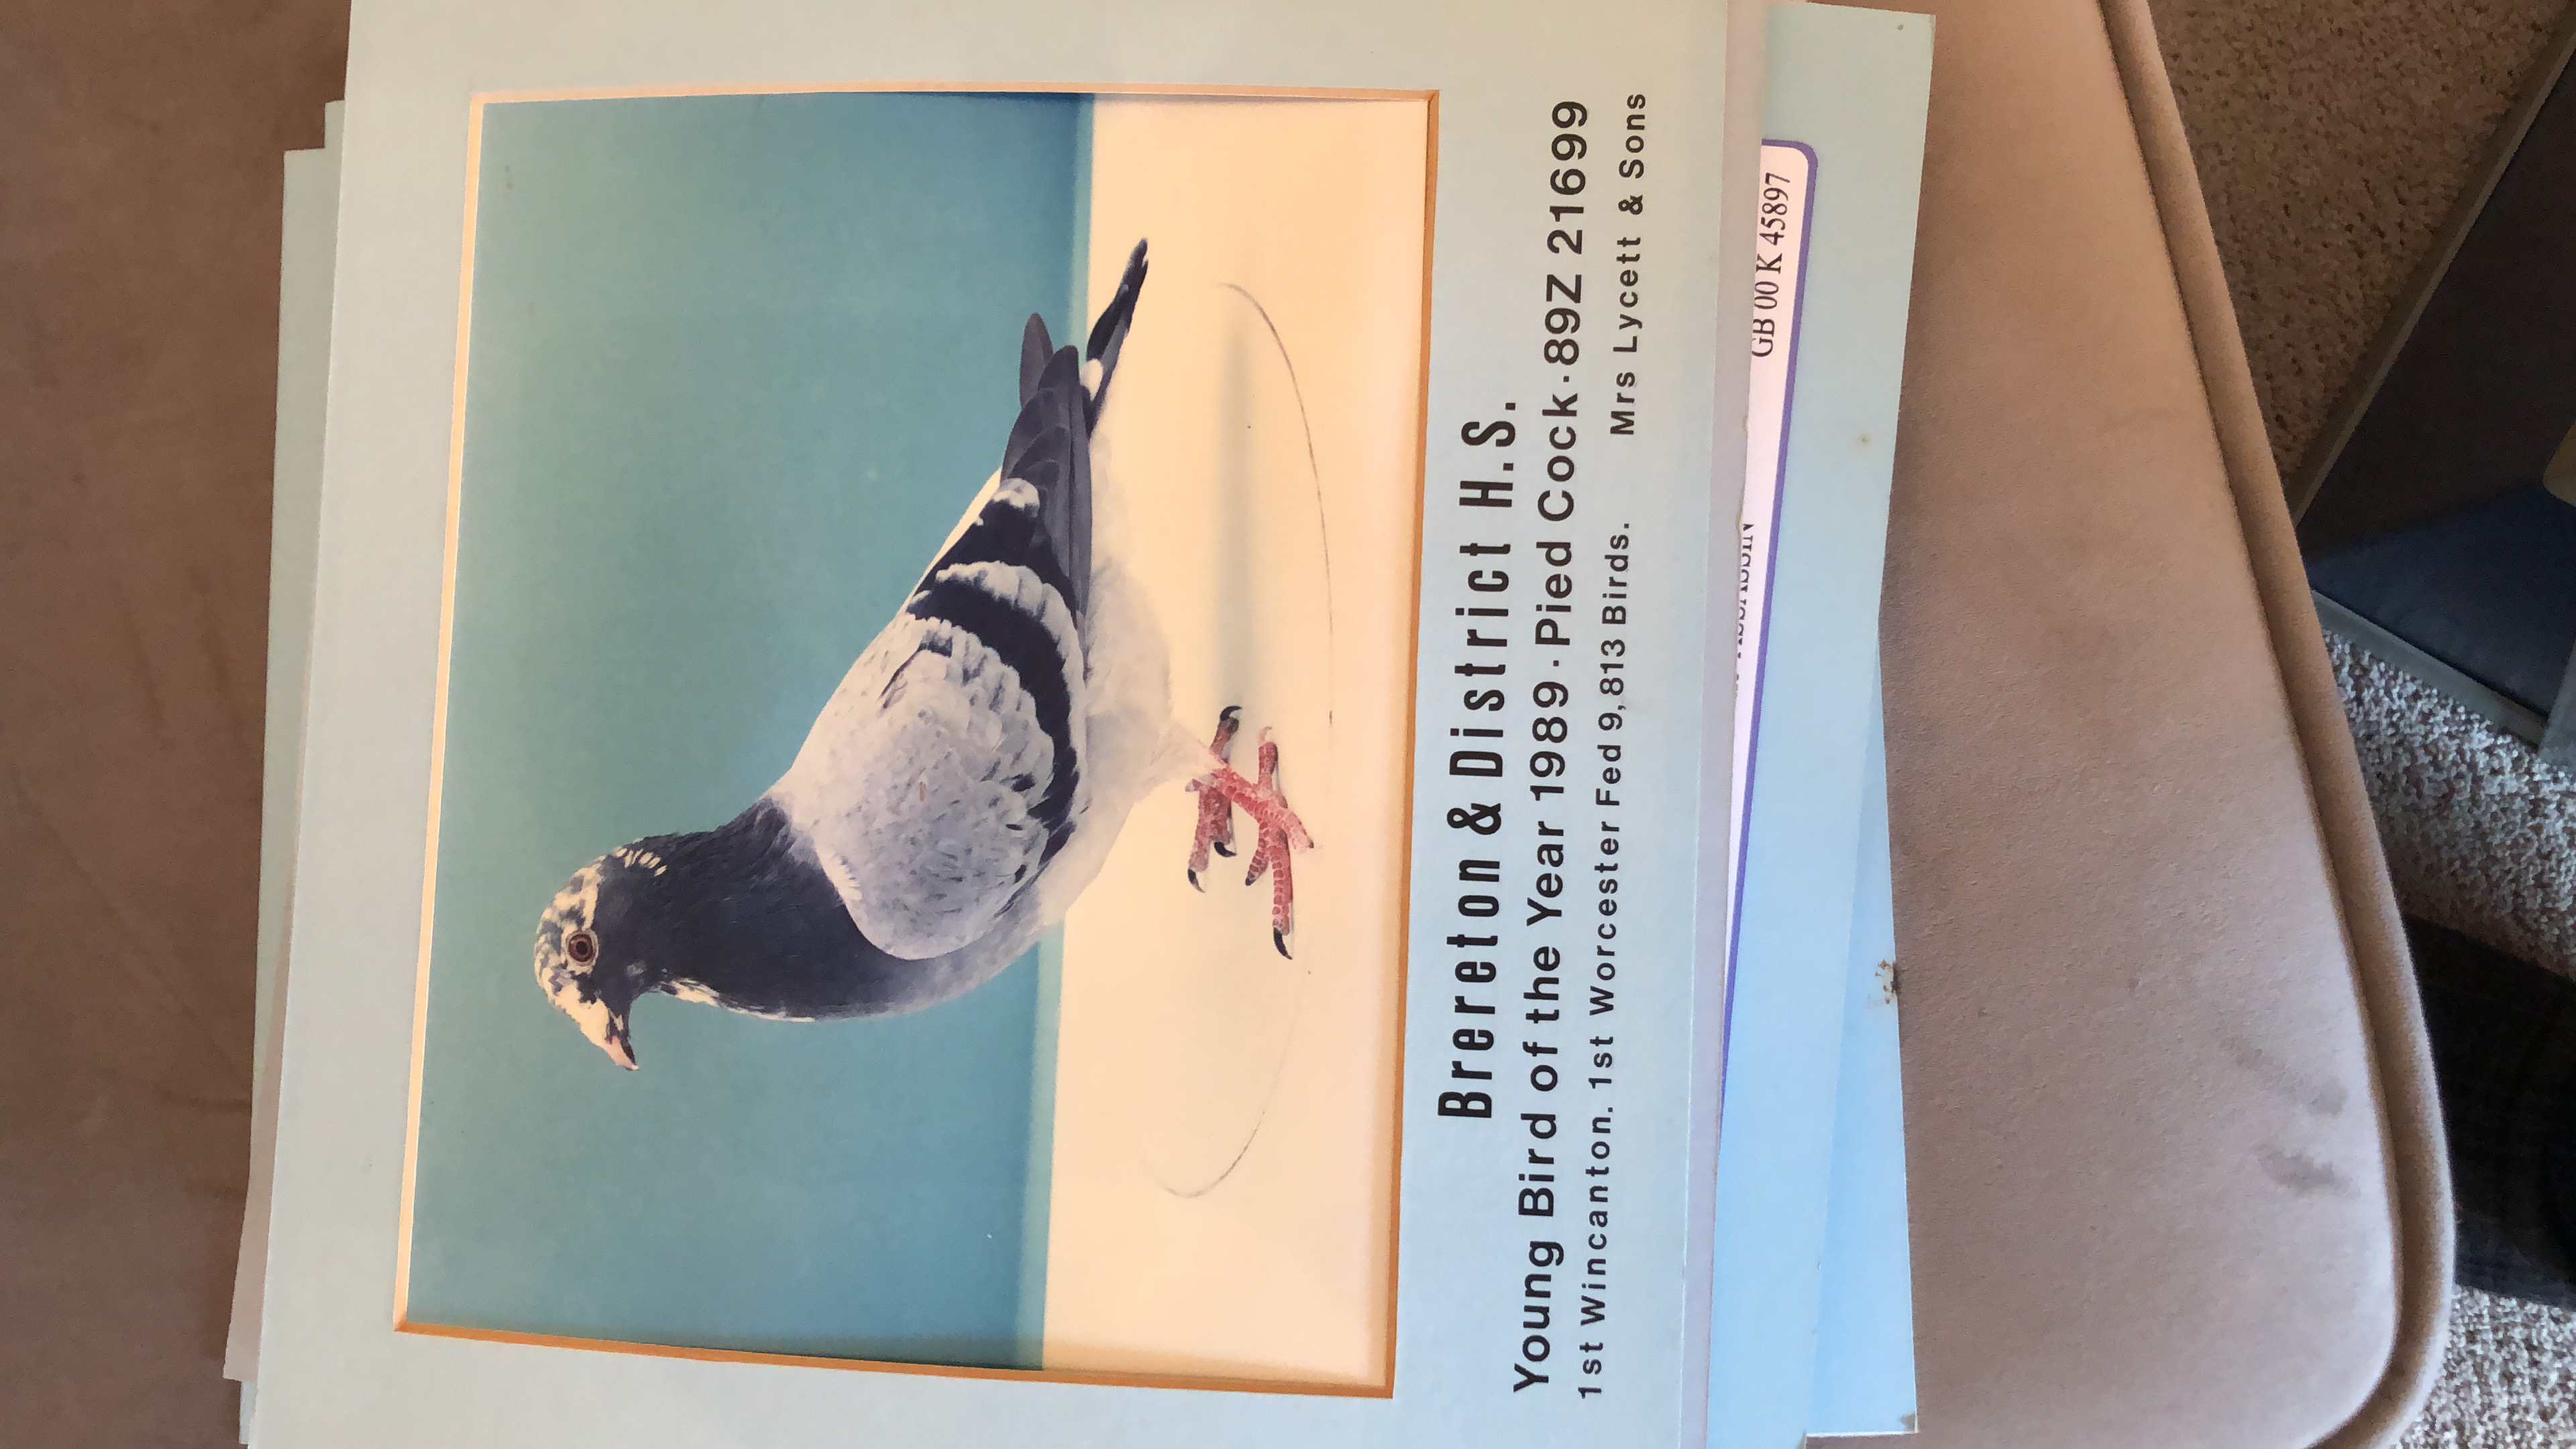 Brereton & District H.S.
Young Bird of the Year 1989 · Pied Cock · 89Z 21699
1st Wincanton. 1st Worcester Fed 9,813 Birds. Mrs Lycett & Sons
GB 00 K 45897